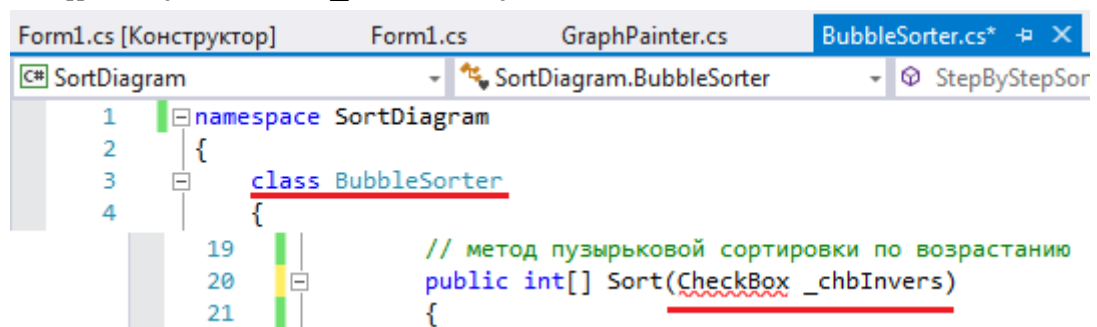 Form1.cs [Конструктор] Form1.cs GraphPainter.cs BubbleSorter.cs*
C# SortDiagram SortDiagram.BubbleSorter StepByStepSor
1 namespace SortDiagram
2 {
3 class BubbleSorter
4 {
19 // метод пузырьковой сортировки по возрастанию
20 public int[] Sort(CheckBox _chbInvers)
21 {